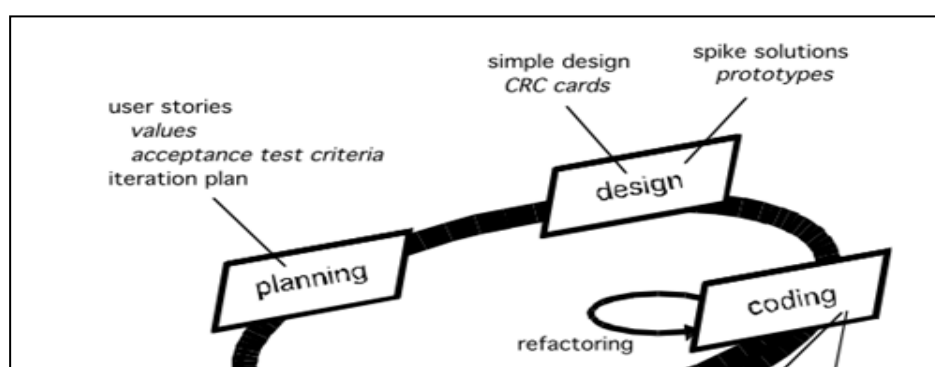 simple design
CRC cards
spike solutions
prototypes
user stories
values
acceptance test criteria
iteration plan
design
planning
coding
refactoring